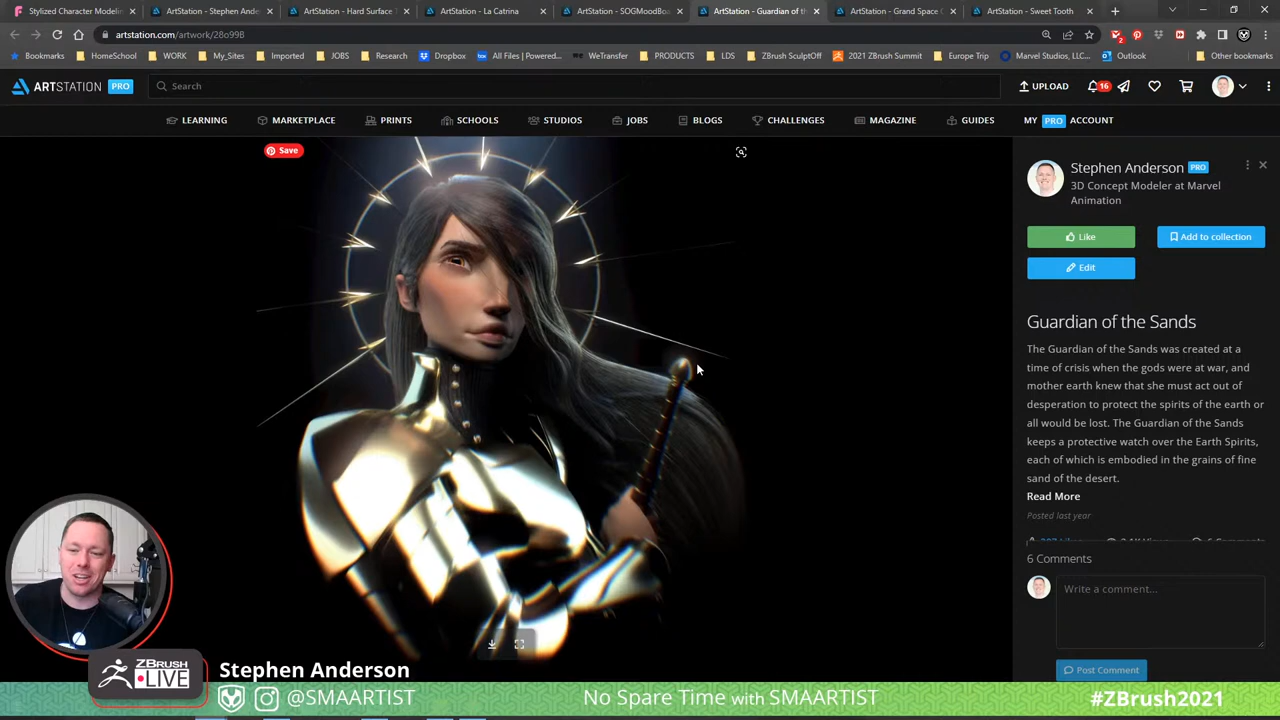 Stylized Character Modelin
ArtStation - Stephen Ande
ArtStation - Hard Surface T
ArtStation - La Catrina
ArtStation - SOGMoodBoa
ArtStation - Guardian of th
ArtStation - Grand Space O
ArtStation - Sweet Tooth
artstation.com/artwork/28o99B
2
Bookmarks
HomeSchool
WORK
My_Sites
Imported
JOBS
Research
Dropbox
All Files | Powered...
WeTransfer
PRODUCTS
LDS
ZBrush SculptOff
2021 ZBrush Summit
Europe Trip
Marvel Studios, LLC...
Outlook
Other bookmarks
ARTSTATION PRO
Search
UPLOAD
16
LEARNING
MARKETPLACE
PRINTS
SCHOOLS
STUDIOS
JOBS
BLOGS
CHALLENGES
MAGAZINE
GUIDES
MY PRO ACCOUNT
Save
Stephen Anderson PRO
3D Concept Modeler at Marvel
Animation
Like
Add to collection
Edit
Guardian of the Sands
The Guardian of the Sands was created at a
time of crisis when the gods were at war, and
mother earth knew that she must act out of
desperation to protect the spirits of the earth or
all would be lost. The Guardian of the Sands
keeps a protective watch over the Earth Spirits,
each of which is embodied in the grains of fine
sand of the desert.
Read More
Posted last year
6 Comments
Write a comment...
Post Comment
ZBRUSH
LIVE
Stephen Anderson
@SMAARTIST
No Spare Time with SMAARTIST
#ZBrush2021